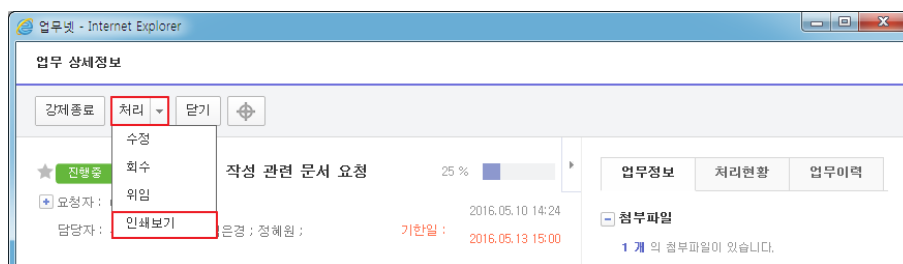 업무넷 - Internet Explorer
업무 상세정보
강제종료 처리 닫기
수정
회수
위임
인쇄보기
진행중 작성 관련 문서 요청 25 %
요청자 :
2016.05.10 14:24
담당자 : 은경 ; 정혜원 ; 기한일 : 2016.05.13 15:00
업무정보 처리현황 업무이력
첨부파일
1 개 의 첨부파일이 있습니다.